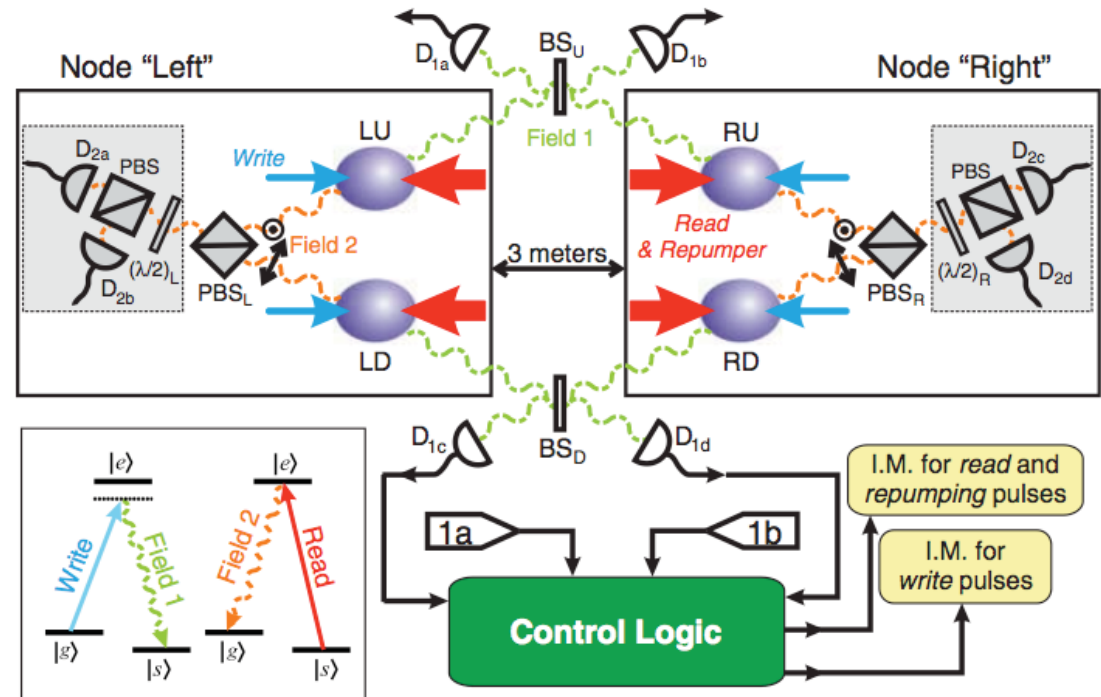 Node "Left"
Node "Right"
D1a
BSU
D1b
LU
RU
Field 1
D2a
PBS
Write
Field 2
(λ/2)L
D2b
PBSL
3 meters
Read
& Repumper
PBS
D2c
(λ/2)R
D2d
PBSR
LD
RD
D1c
BSD
D1d
|e⟩
|e⟩
Write
Field 1
Field 2
Read
|g⟩
|s⟩
|g⟩
|s⟩
1a
1b
Control Logic
I.M. for read and
repumping pulses
I.M. for
write pulses